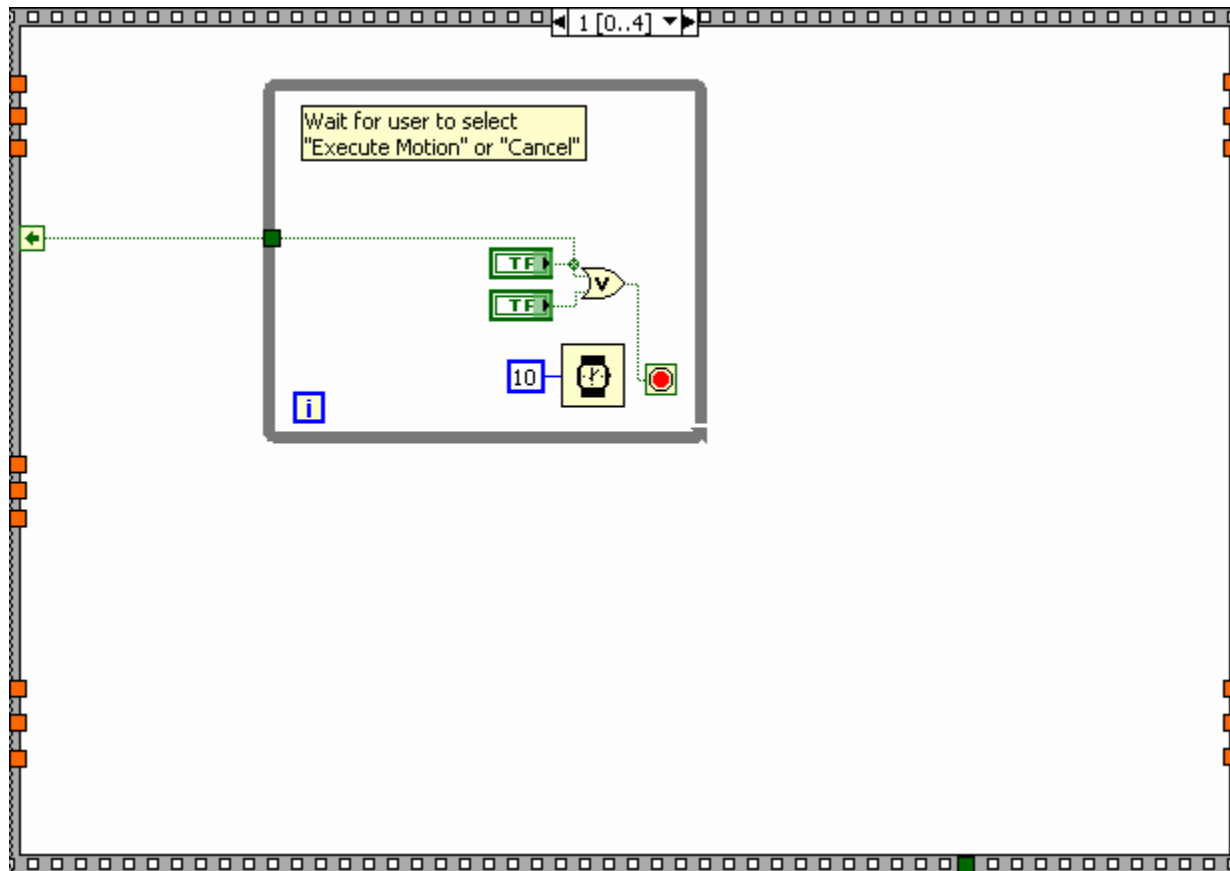 1 [0..4]
Wait for user to select
"Execute Motion" or "Cancel"
TF
V
TF
10
i